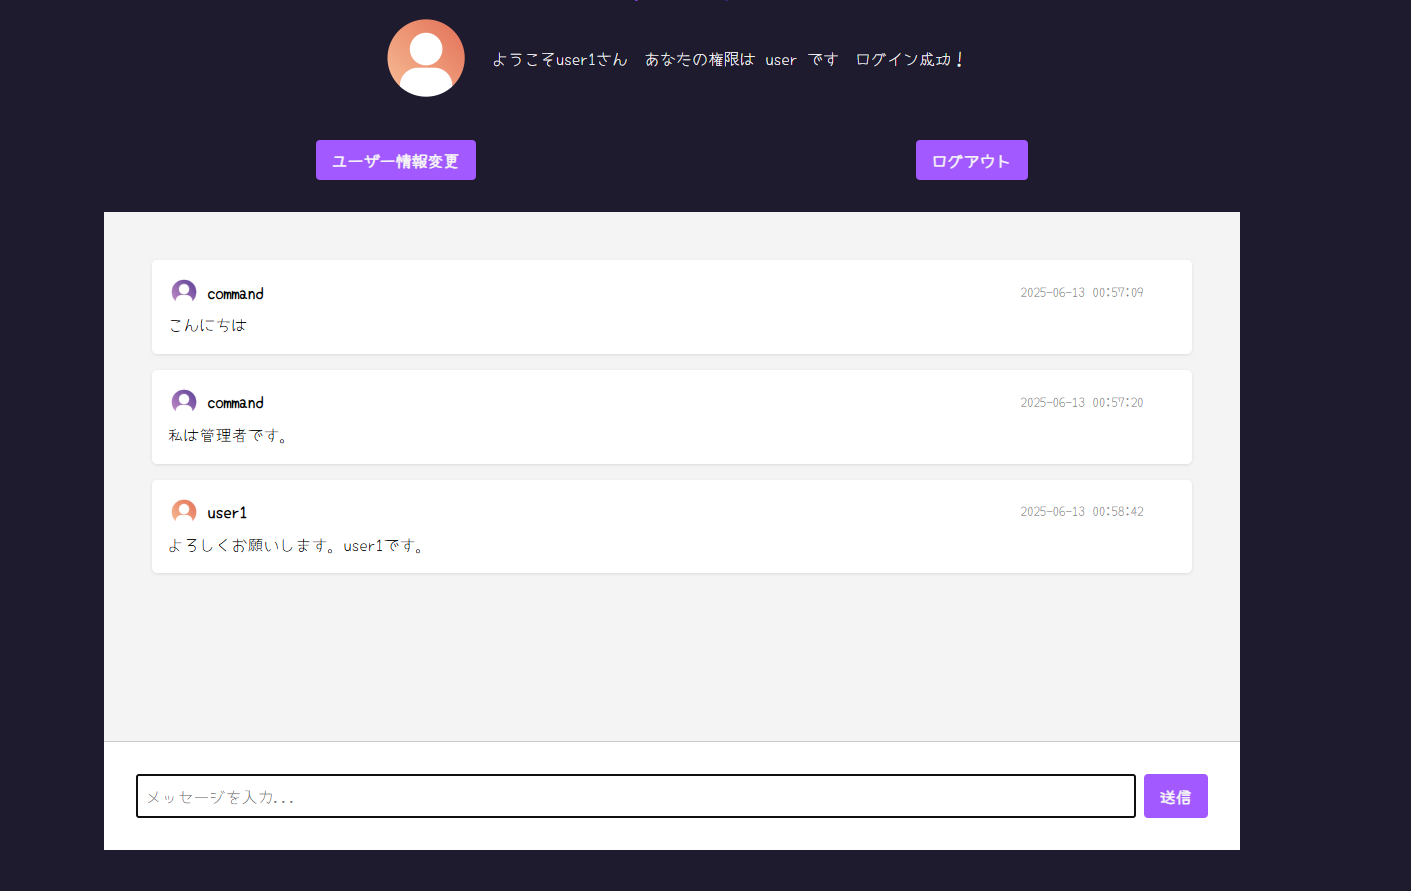 ようこそuser1さん　あなたの権限は user です　ログイン成功！
ユーザー情報変更
ログアウト
command
2025-06-13 00:57:09
こんにちは
command
2025-06-13 00:57:20
私は管理者です。
user1
2025-06-13 00:58:42
よろしくお願いします。user1です。
メッセージを入力...
送信